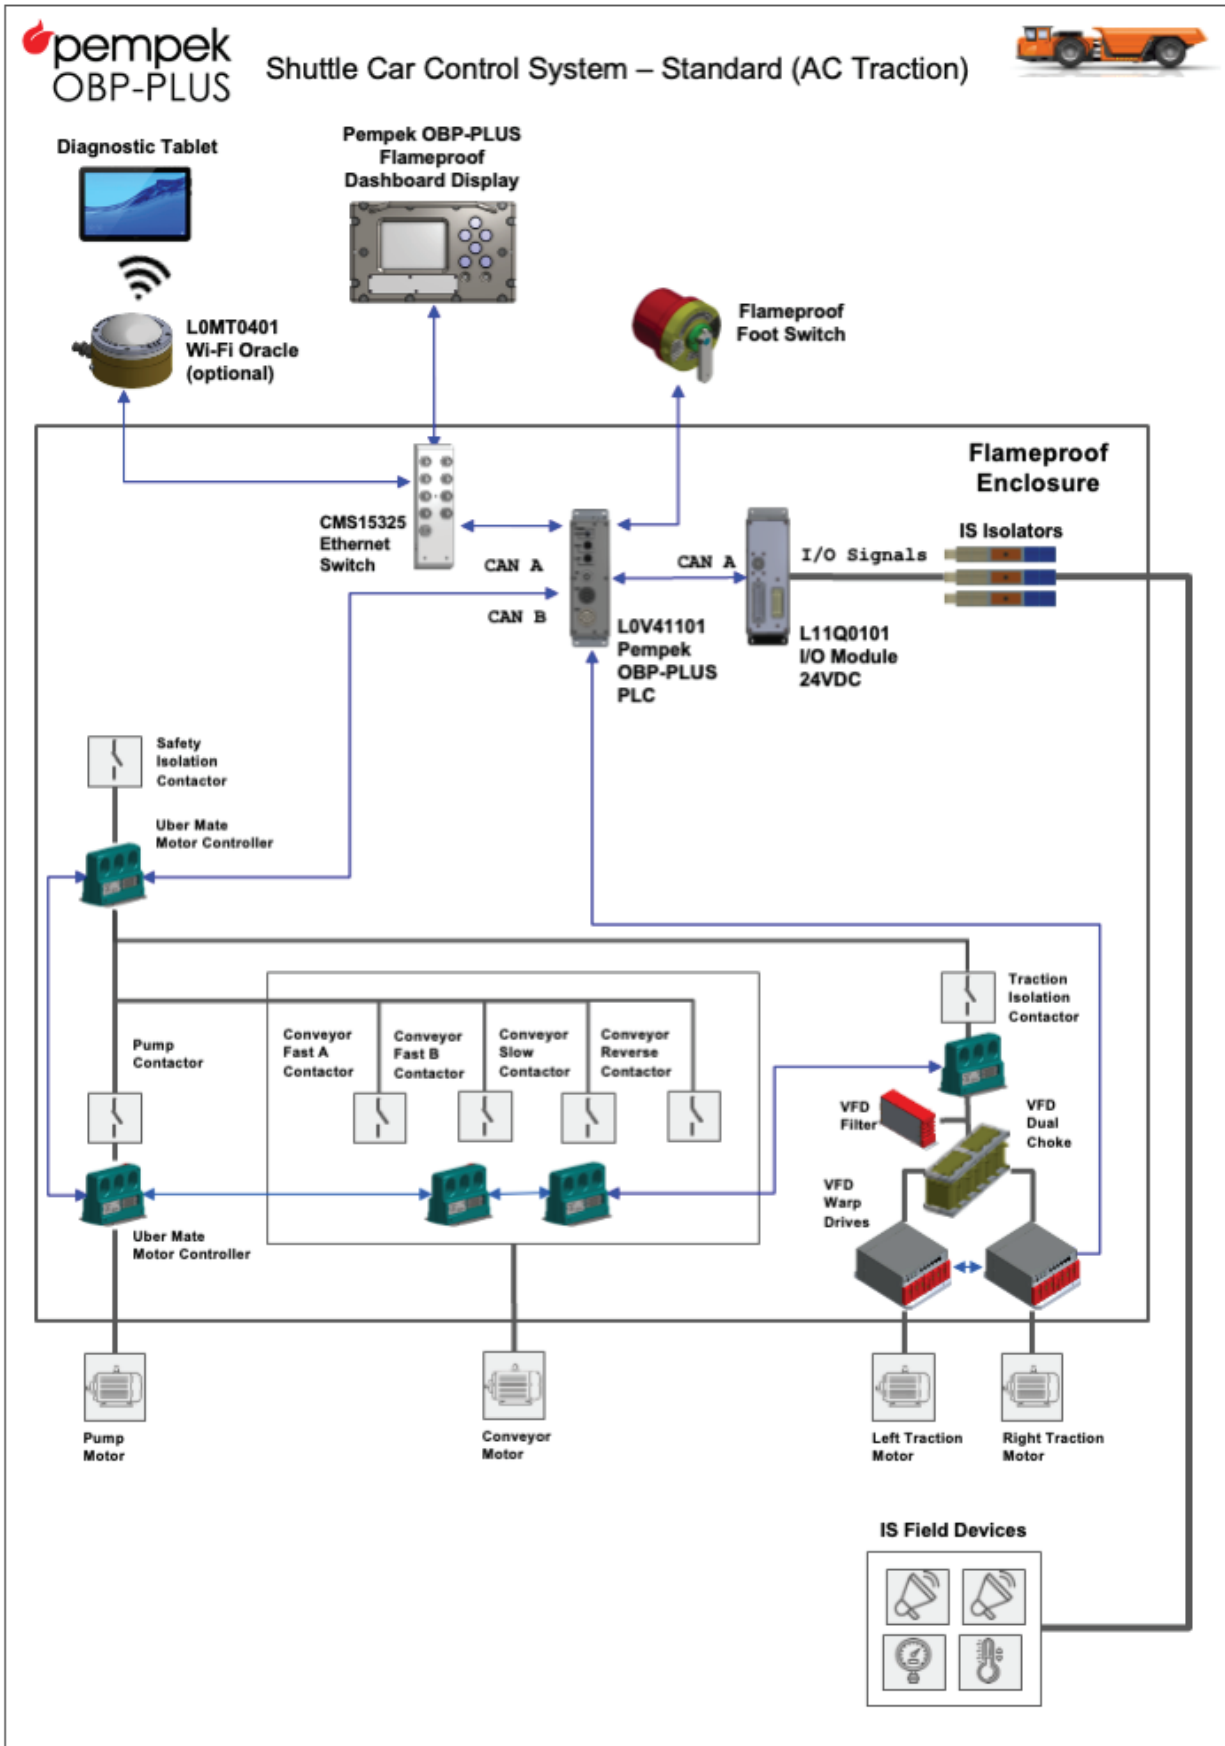 pempek
OBP-PLUS
Shuttle Car Control System – Standard (AC Traction)
Diagnostic Tablet
Pempek OBP-PLUS
Flameproof
Dashboard Display
L0MT0401
Wi-Fi Oracle
(optional)
Flameproof
Foot Switch
Flameproof
Enclosure
CMS15325
Ethernet
Switch
CAN A
CAN B
CAN A
I/O Signals
IS Isolators
L0V41101
Pempek
OBP-PLUS
PLC
L11Q0101
I/O Module
24VDC
Safety
Isolation
Contactor
Uber Mate
Motor Controller
Pump
Contactor
Conveyor
Fast A
Contactor
Conveyor
Fast B
Contactor
Conveyor
Slow
Contactor
Conveyor
Reverse
Contactor
Traction
Isolation
Contactor
VFD
Filter
VFD
Dual
Choke
VFD
Warp
Drives
Uber Mate
Motor Controller
Pump
Motor
Conveyor
Motor
Left Traction
Motor
Right Traction
Motor
IS Field Devices